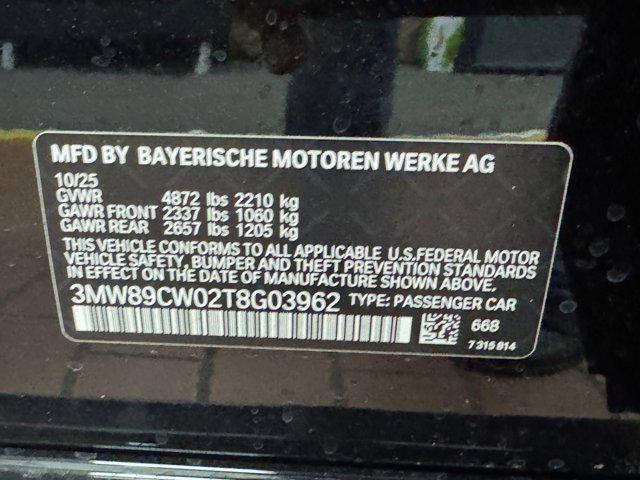 MFD BY BAYERISCHE MOTOREN WERKE AG
10/25
GVWR 4872 lbs 2210 kg
GAWR FRONT 2337 lbs 1060 kg
GAWR REAR 2657 lbs 1205 kg
THIS VEHICLE CONFORMS TO ALL APPLICABLE U.S.FEDERAL MOTOR
VEHICLE SAFETY, BUMPER AND THEFT PREVENTION STANDARDS
IN EFFECT ON THE DATE OF MANUFACTURE SHOWN ABOVE.
3MW89CW02T8G03962 TYPE: PASSENGER CAR
668
7 315 814